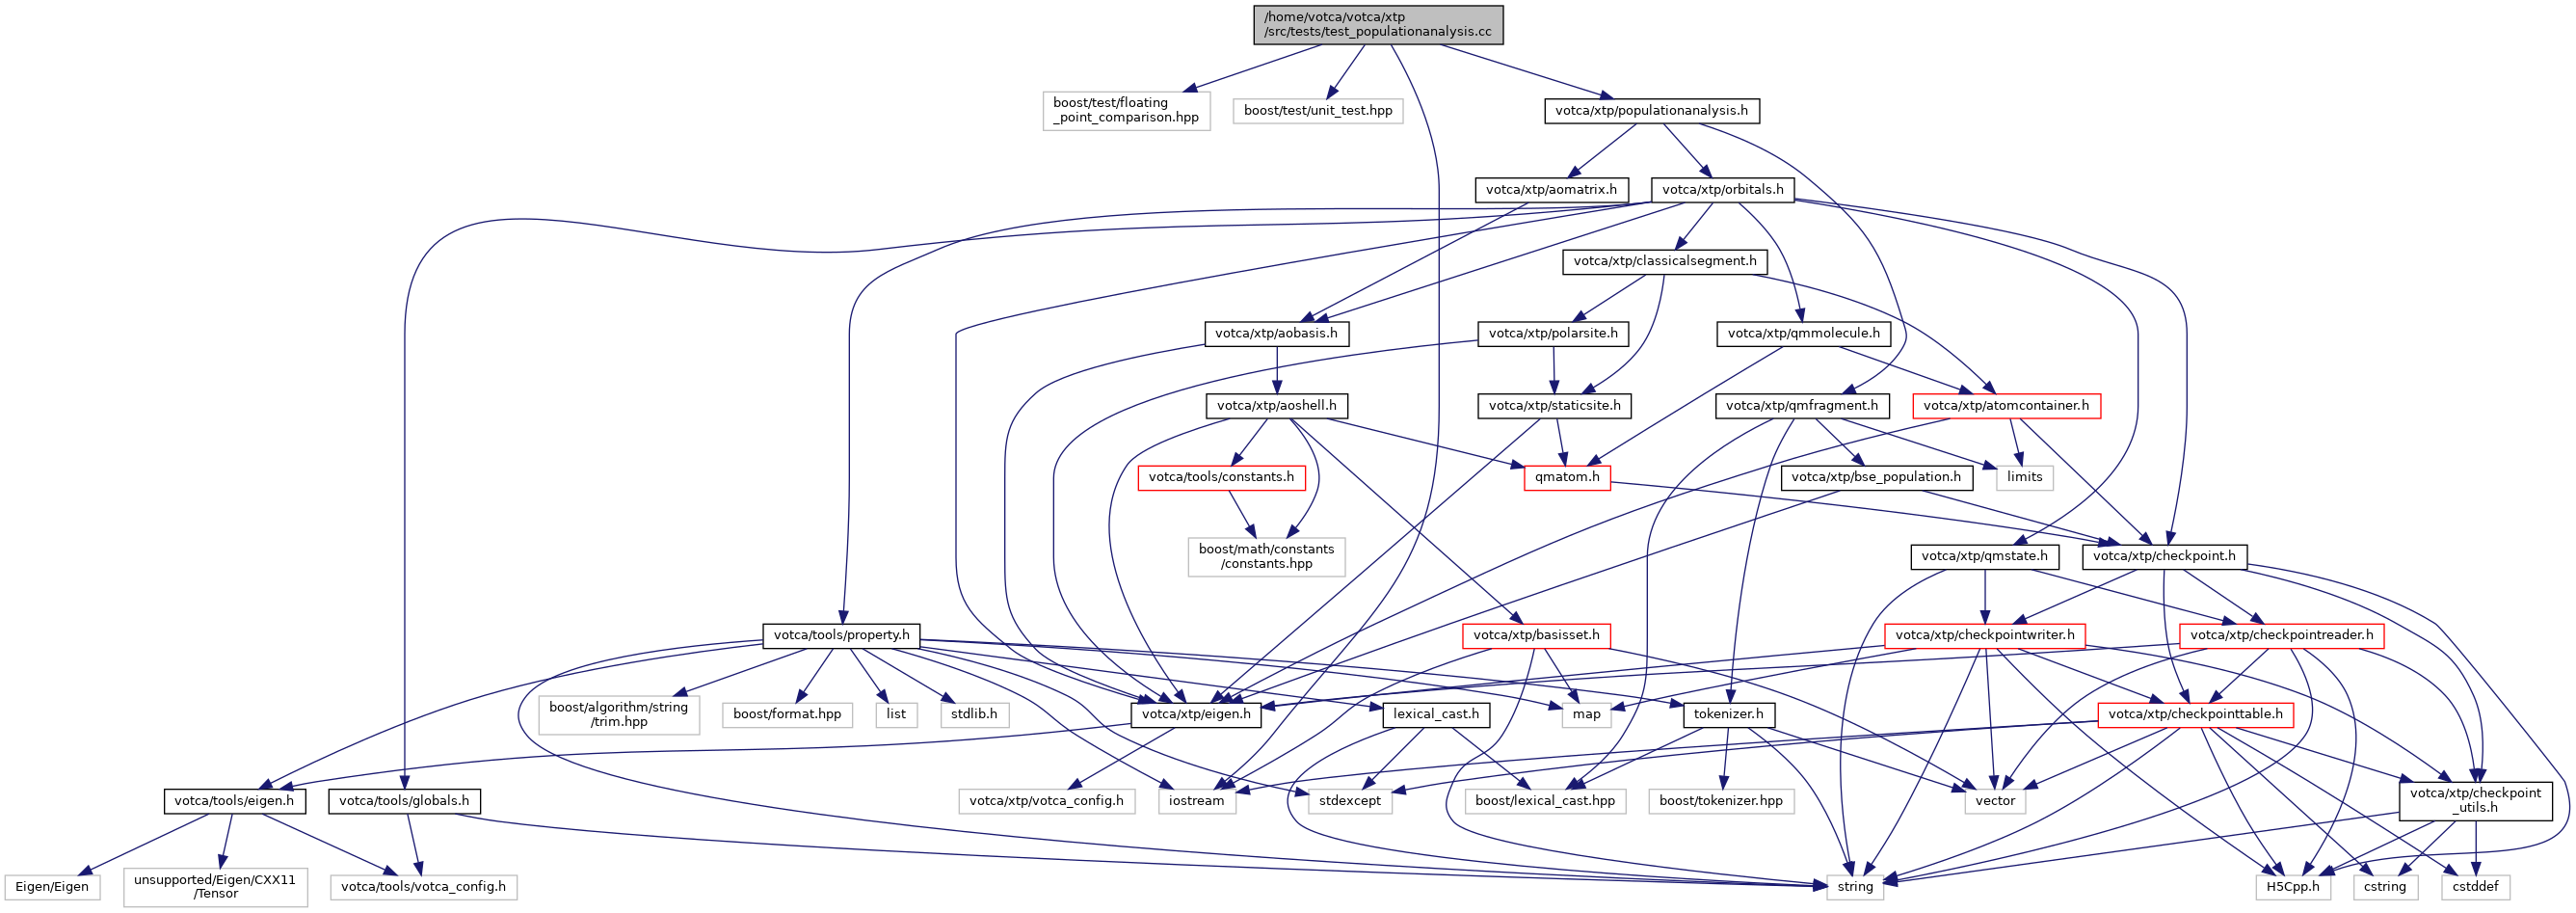 /home/votca/votca/xtp
/src/tests/test_populationanalysis.cc
boost/test/floating
_point_comparison.hpp
boost/test/unit_test.hpp
votca/xtp/populationanalysis.h
votca/xtp/aomatrix.h
votca/xtp/orbitals.h
votca/xtp/classicalsegment.h
votca/xtp/aobasis.h
votca/xtp/polarsite.h
votca/xtp/qmmolecule.h
votca/xtp/aoshell.h
votca/xtp/staticsite.h
votca/xtp/qmfragment.h
votca/xtp/atomcontainer.h
votca/tools/constants.h
qmatom.h
votca/xtp/bse_population.h
limits
boost/math/constants
/constants.hpp
votca/xtp/qmstate.h
votca/xtp/checkpoint.h
votca/tools/property.h
votca/xtp/basisset.h
votca/xtp/checkpointwriter.h
votca/xtp/checkpointreader.h
boost/algorithm/string
/trim.hpp
boost/format.hpp
list
stdlib.h
votca/xtp/eigen.h
lexical_cast.h
map
tokenizer.h
votca/xtp/checkpointtable.h
votca/tools/eigen.h
votca/tools/globals.h
votca/xtp/votca_config.h
iostream
stdexcept
boost/lexical_cast.hpp
boost/tokenizer.hpp
vector
votca/xtp/checkpoint
_utils.h
Eigen/Eigen
unsupported/Eigen/CXX11
/Tensor
votca/tools/votca_config.h
string
H5Cpp.h
cstring
cstddef